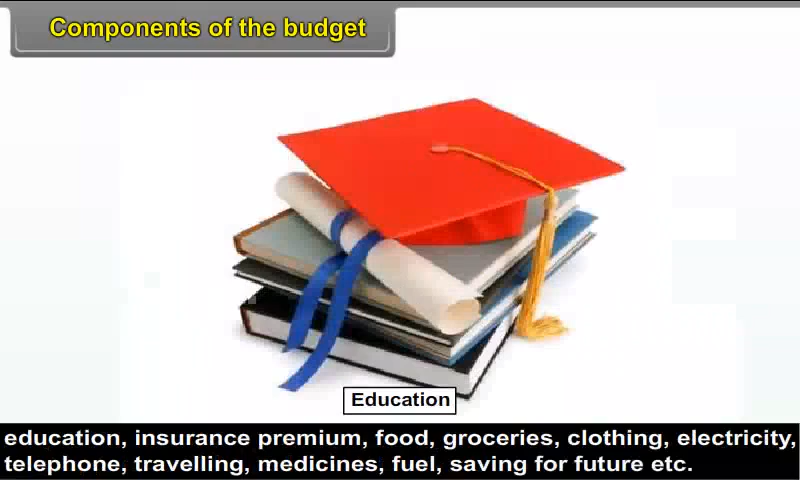 Components of the budget
Education
education, insurance premium, food, groceries, clothing, electricity,
telephone, travelling, medicines, fuel, saving for future etc.